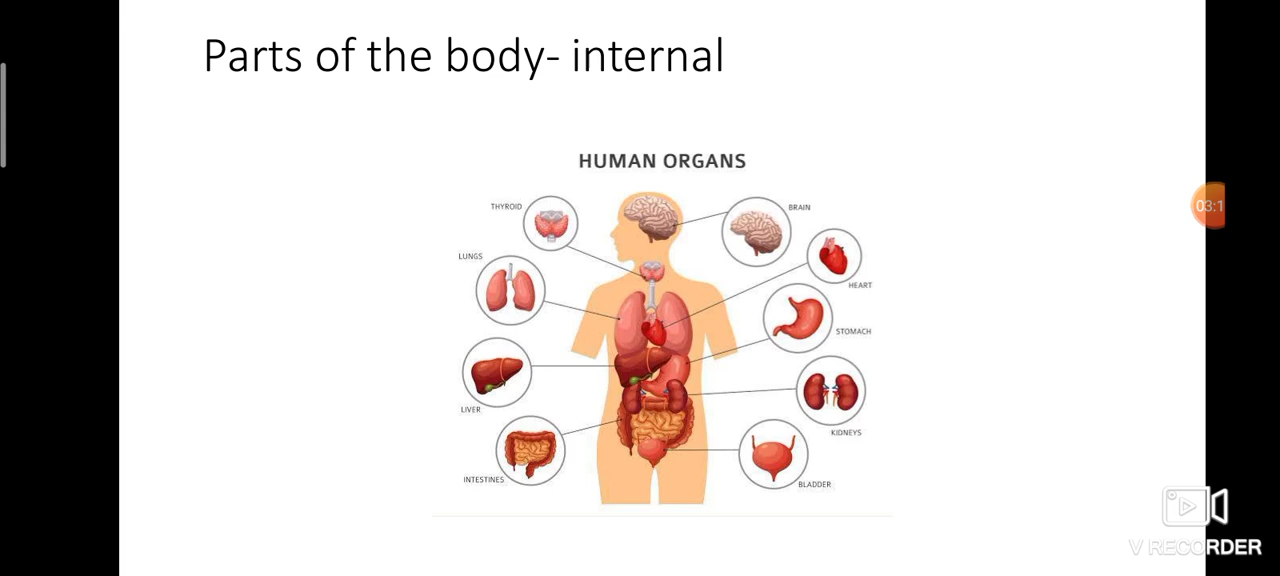 Parts of the body- internal
HUMAN ORGANS
THYROID
BRAIN
LUNGS
HEART
STOMACH
LIVER
KIDNEYS
INTESTINES
BLADDER
03:1
V RECORDER